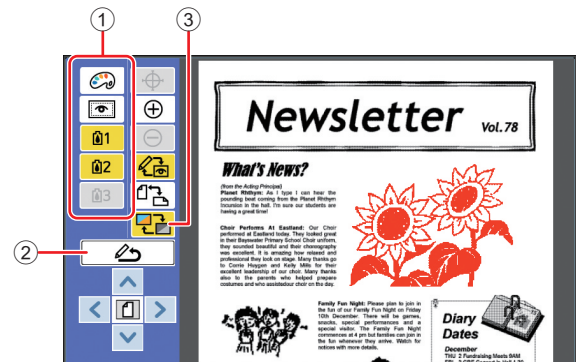 1
3
1
2
3
2
Newsletter
Vol.78
What's News?
(from the Acting Principal)
Planet Rhthym: As I type I can hear the
pounding beat coming from the Planet Rhythm
incursion in the hall. I'm sure our students are
having a great time!
Choir Performs At Eastland: Our Choir
performed at Eastland today. They looked great
in their Bayswater Primary School Choir uniform,
they sounded beautiful and their choreography
was excellent. It is amazing how relaxed and
professional they look on stage. Many thanks go
to Corrie Huygen and Kelly Mills for their
excellent leadership of our choir. Many thanks
also to the parents who helped prepare
costumes and who assisted our choir on the day.
Family Fun Night: Please plan to join in
the fun of our Family Fun Night on Friday
10th December. There will be games,
snacks, special performances and a
special visitor. The Family Fun Night
commences at 4 pm but families can join in
the fun whenever they arrive. Watch for
notices with more details.
Diary
Dates
December
THU 2 Fundraising Meets 9AM